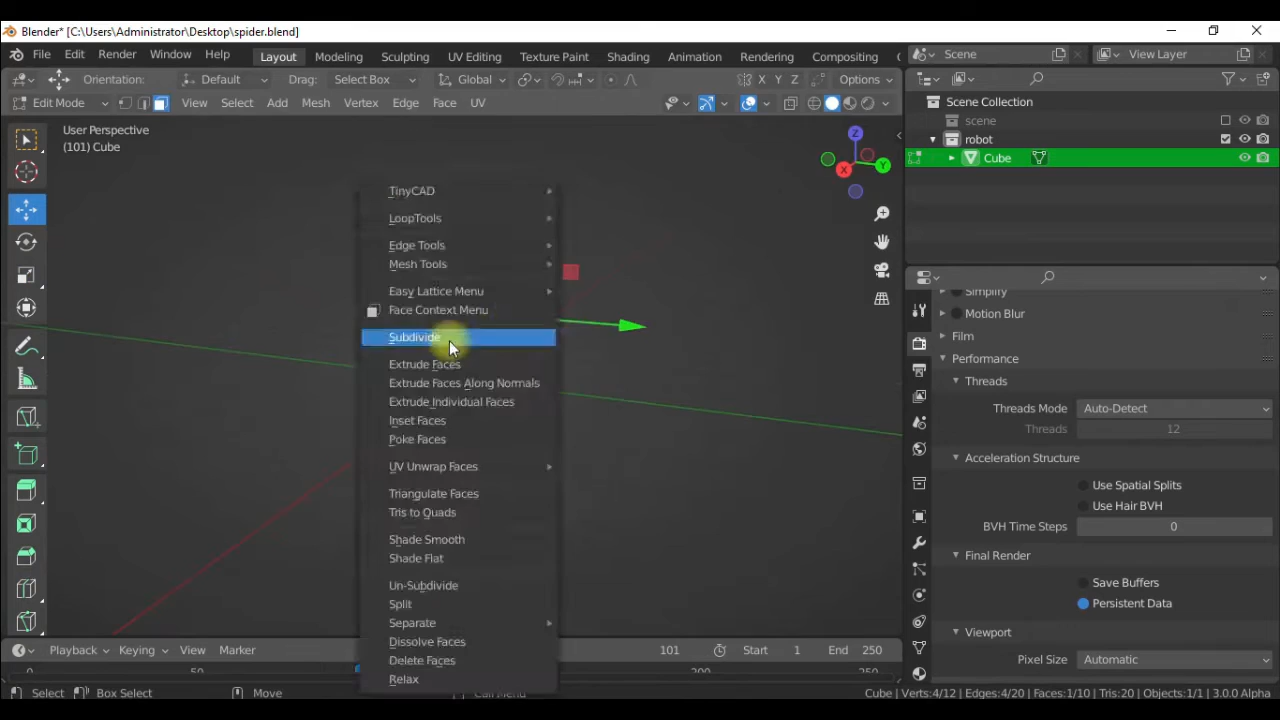 Blender* [C:\Users\Administrator\Desktop\spider.blend]
File Edit Render Window Help Layout Modeling Sculpting UV Editing Texture Paint Shading Animation Rendering Compositing Scene View Layer
Orientation: Default Drag: Select Box Global X Y Z Options
Edit Mode View Select Add Mesh Vertex Edge Face UV
Scene Collection
scene
robot
Cube
User Perspective
(101) Cube
Z
Y
X
TinyCAD
LoopTools
Edge Tools
Mesh Tools
Easy Lattice Menu
Face Context Menu
Subdivide
Extrude Faces
Extrude Faces Along Normals
Extrude Individual Faces
Inset Faces
Poke Faces
UV Unwrap Faces
Triangulate Faces
Tris to Quads
Shade Smooth
Shade Flat
Un-Subdivide
Split
Separate
Dissolve Faces
Delete Faces
Relax
Simplify
Motion Blur
Film
Performance
Threads
Threads Mode Auto-Detect
Threads 12
Acceleration Structure
Use Spatial Splits
Use Hair BVH
BVH Time Steps 0
Final Render
Save Buffers
Persistent Data
Viewport
Pixel Size Automatic
Playback Keying View Marker 101 Start 1 End 250
0 200 250
Select Box Select Move Call Menu Cube | Verts:4/12 | Edges:4/20 | Faces:1/10 | Tris:20 | Objects:1/1 | 3.0.0 Alpha